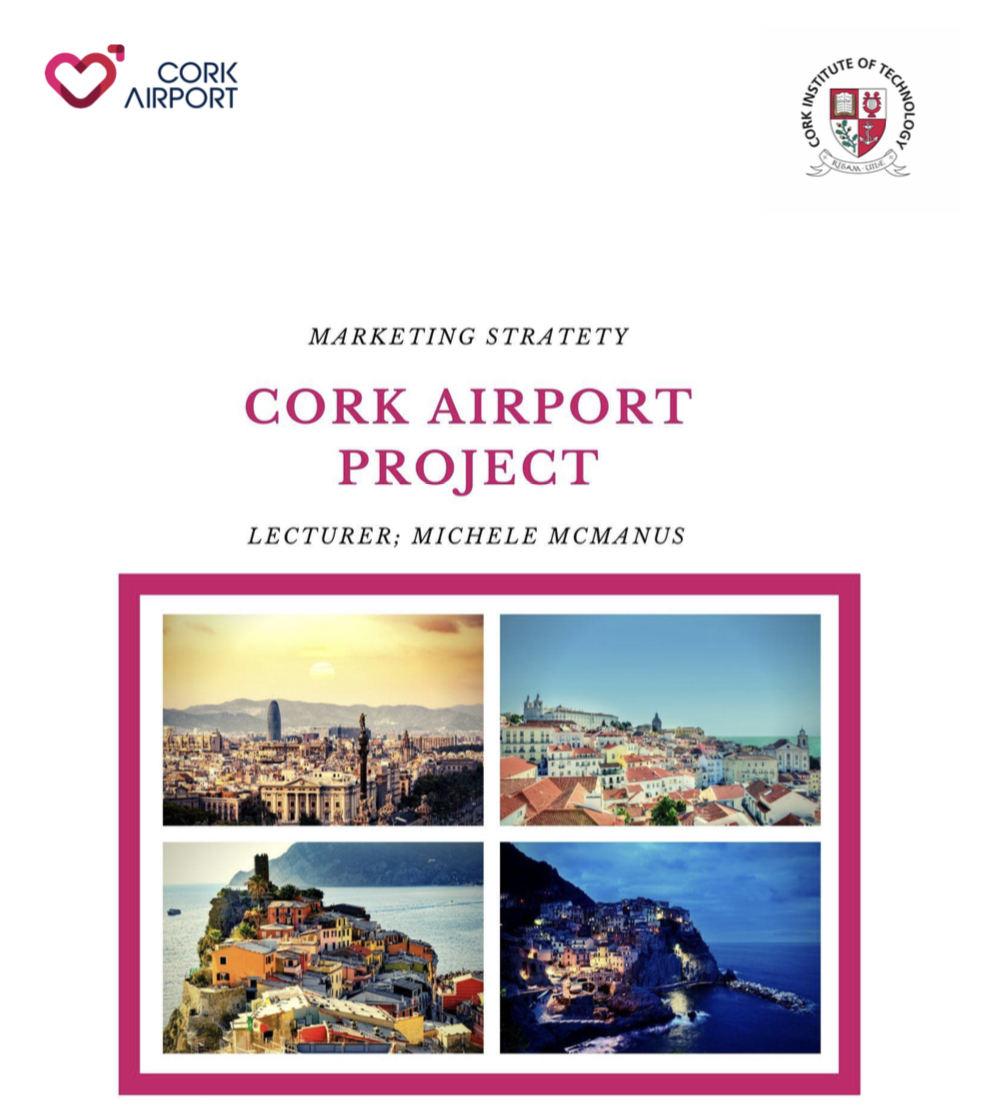 CORK
AIRPORT
CORK INSTITUTE OF TECHNOLOGY
MARKETING STRATETY
CORK AIRPORT
PROJECT
LECTURER; MICHELE MCMANUS